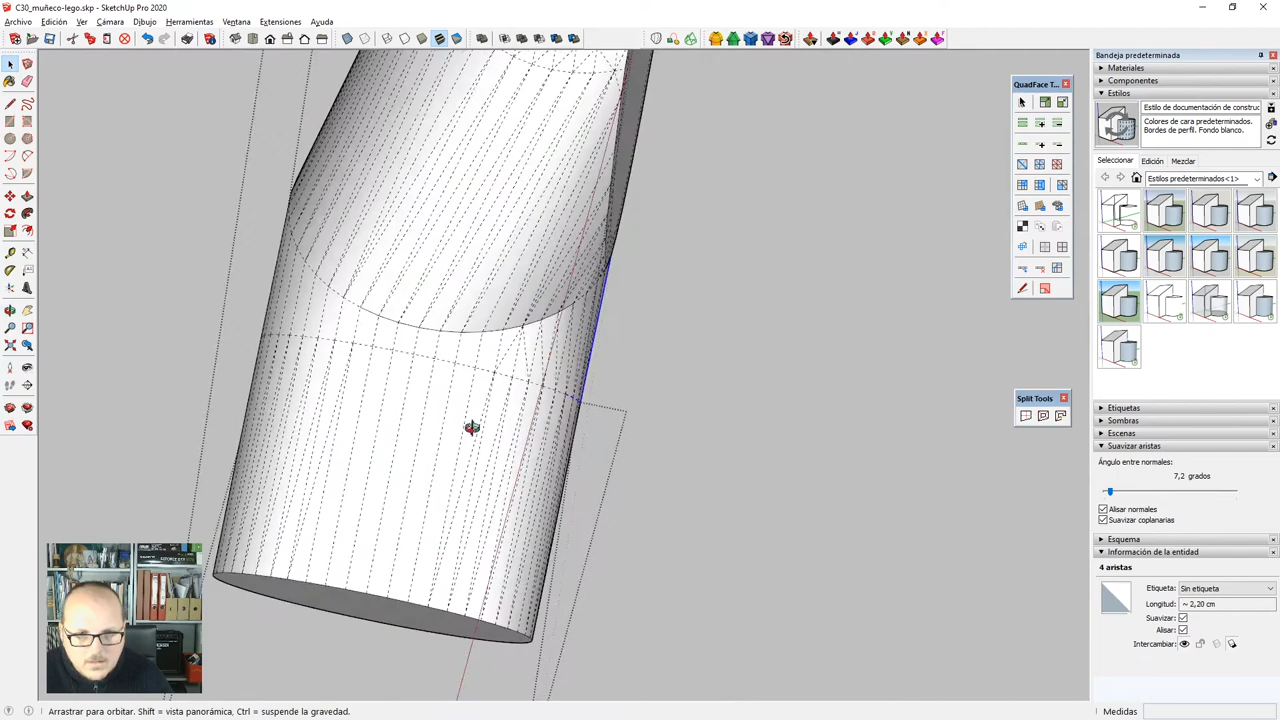 C30_muñeco-lego.skp - SketchUp Pro 2020
Archivo Edición Ver Cámara Dibujo Herramientas Ventana Extensiones Ayuda
Bandeja predeterminada
Materiales
Componentes
Estilos
Estilo de documentación de construc
Colores de cara predeterminados.
Bordes de perfil. Fondo blanco.
Seleccionar Edición Mezclar
Estilos predeterminados<1>
QuadFace T...
Split Tools
Etiquetas
Sombras
Escenas
Suavizar aristas
Ángulo entre normales:
7,2 grados
Alisar normales
Suavizar coplanarias
Esquema
Información de la entidad
4 aristas
Etiqueta: Sin etiqueta
Longitud: ~ 2,20 cm
Suavizar:
Alisar:
Intercambiar:
Arrastrar para orbitar. Shift = vista panorámica, Ctrl = suspende la gravedad.
Medidas